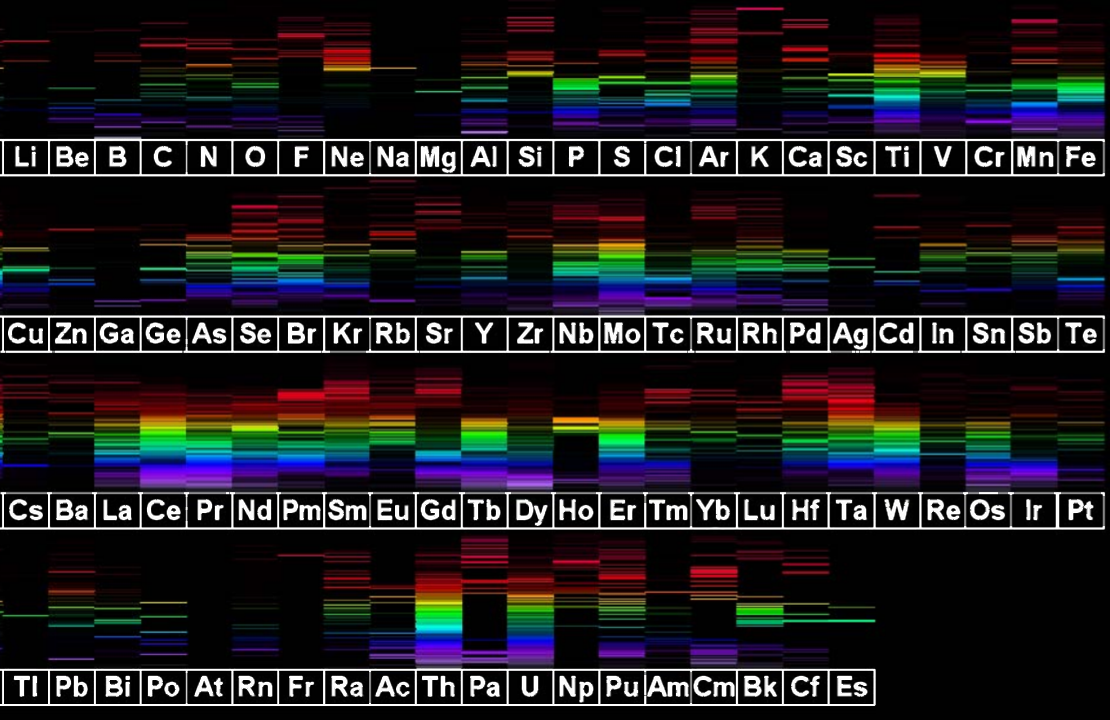 Li Be B C N O F Ne Na Mg Al Si P S Cl Ar K Ca Sc Ti V Cr Mn Fe
Cu Zn Ga Ge As Se Br Kr Rb Sr Y Zr Nb Mo Tc Ru Rh Pd Ag Cd In Sn Sb Te
Cs Ba La Ce Pr Nd Pm Sm Eu Gd Tb Dy Ho Er Tm Yb Lu Hf Ta W Re Os Ir Pt
Tl Pb Bi Po At Rn Fr Ra Ac Th Pa U Np Pu Am Cm Bk Cf Es